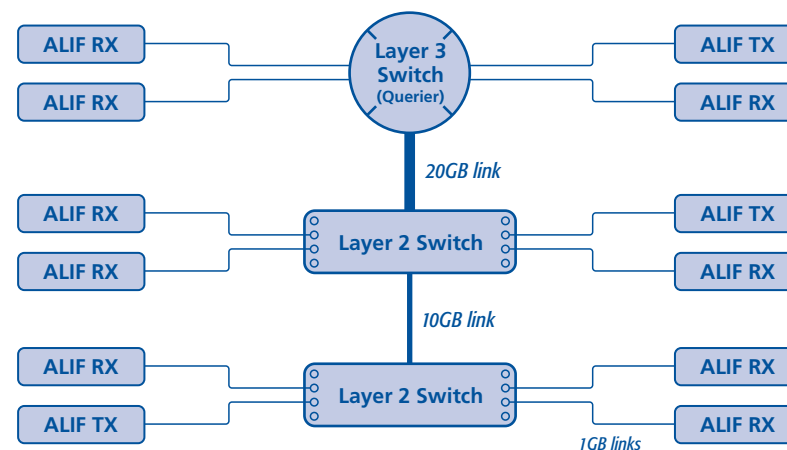 ALIF RX
Layer 3
Switch
(Querier)
ALIF TX
ALIF RX
ALIF RX
20GB link
ALIF RX
Layer 2 Switch
ALIF TX
ALIF RX
ALIF RX
10GB link
ALIF RX
Layer 2 Switch
ALIF RX
ALIF TX
ALIF RX
1GB links